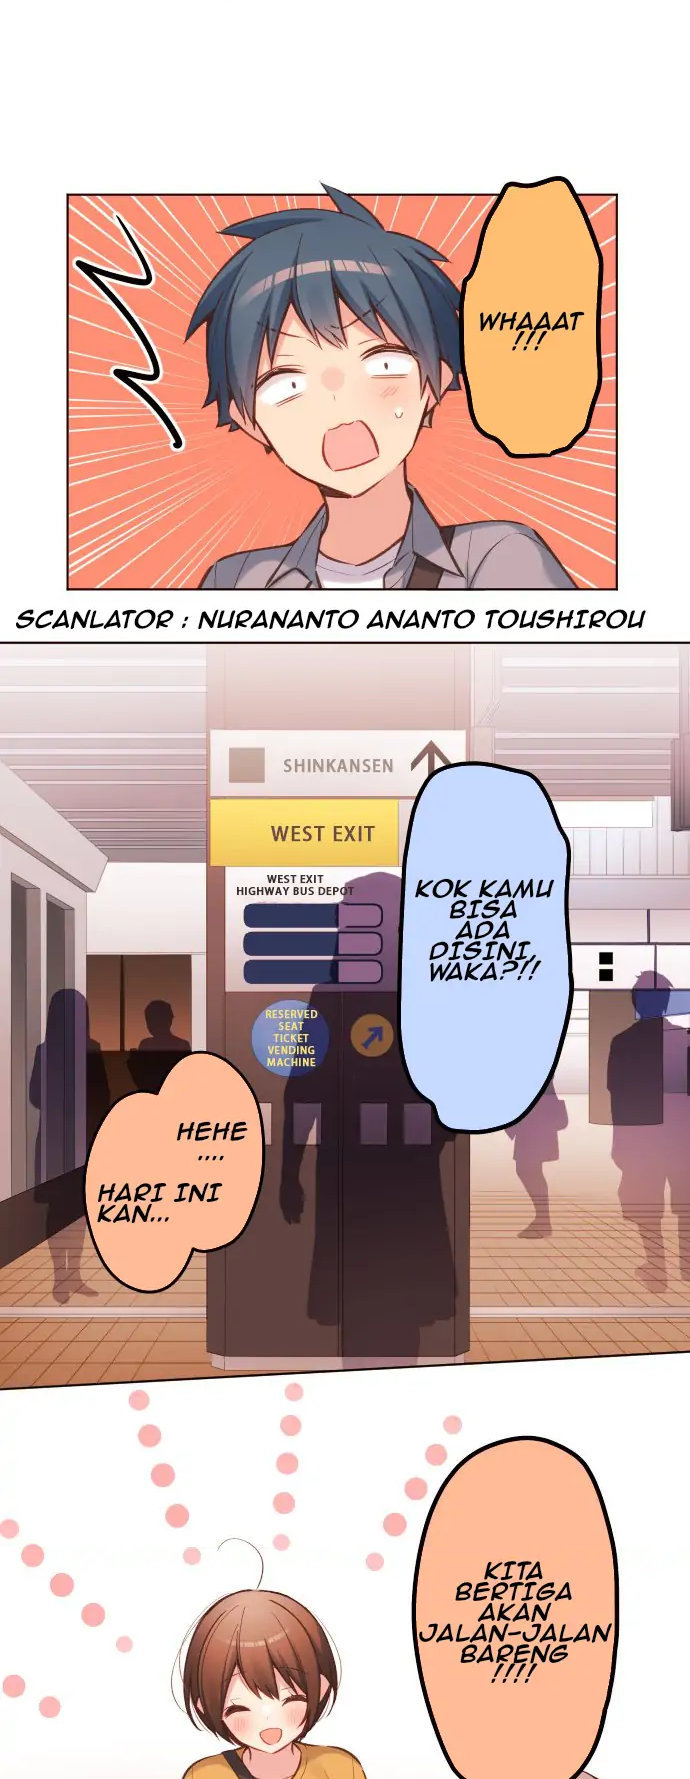 WHAAAT
!!!
SCANLATOR : NURANANTO ANANTO TOUSHIROU
SHINKANSEN
WEST EXIT
WEST EXIT
HIGHWAY BUS DEPOT
KOK KAMU
BISA
ADA
DISINI,
WAKA?!!
RESERVED
SEAT
TICKET
VENDING
MACHINE
HEHE
....
HARI INI
KAN...
KITA
BERTIGA
AKAN
JALAN-JALAN
BARENG
!!!!